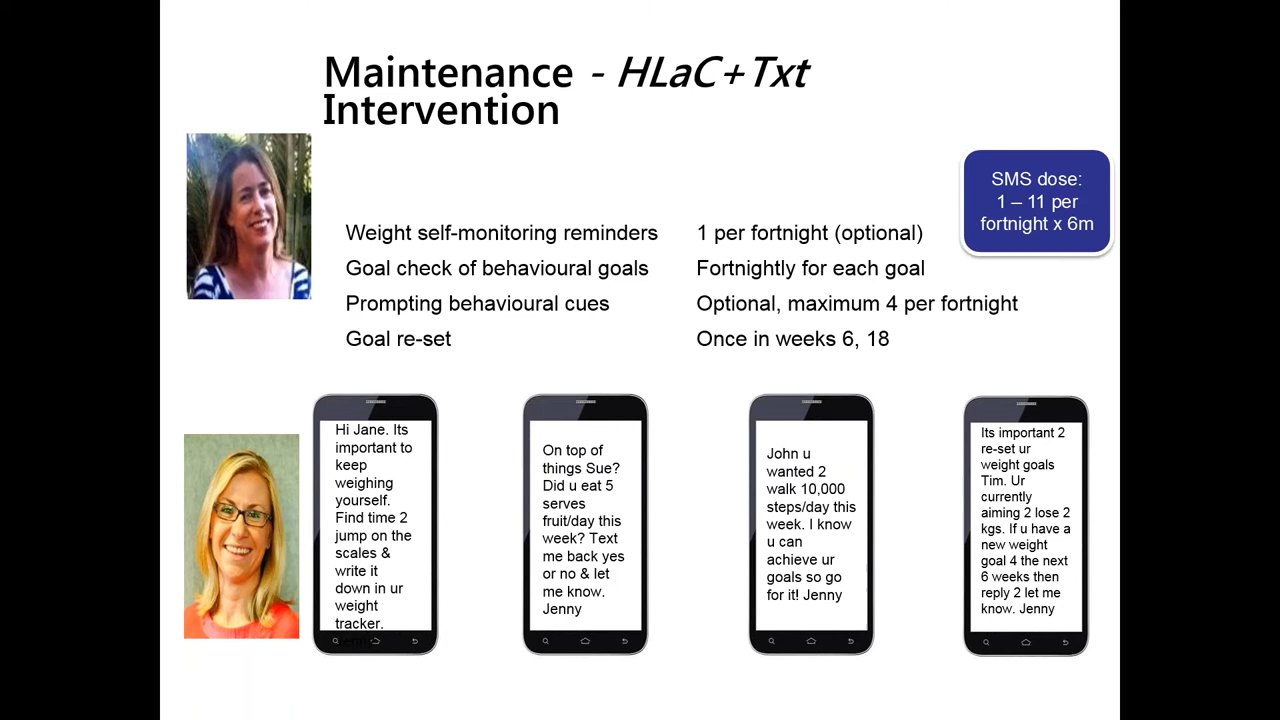 Maintenance - HLaC+Txt
Intervention
SMS dose:
1 – 11 per
fortnight x 6m
Weight self-monitoring reminders 1 per fortnight (optional)
Goal check of behavioural goals Fortnightly for each goal
Prompting behavioural cues Optional, maximum 4 per fortnight
Goal re-set Once in weeks 6, 18
Hi Jane. Its
important to
keep
weighing
yourself.
Find time 2
jump on the
scales &
write it
down in ur
weight
tracker.
On top of
things Sue?
Did u eat 5
serves
fruit/day this
week? Text
me back yes
or no & let
me know.
Jenny
John u
wanted 2
walk 10,000
steps/day this
week. I know
u can
achieve ur
goals so go
for it! Jenny
Its important 2
re-set ur
weight goals
Tim. Ur
currently
aiming 2 lose 2
kgs. If u have a
new weight
goal 4 the next
6 weeks then
reply 2 let me
know. Jenny